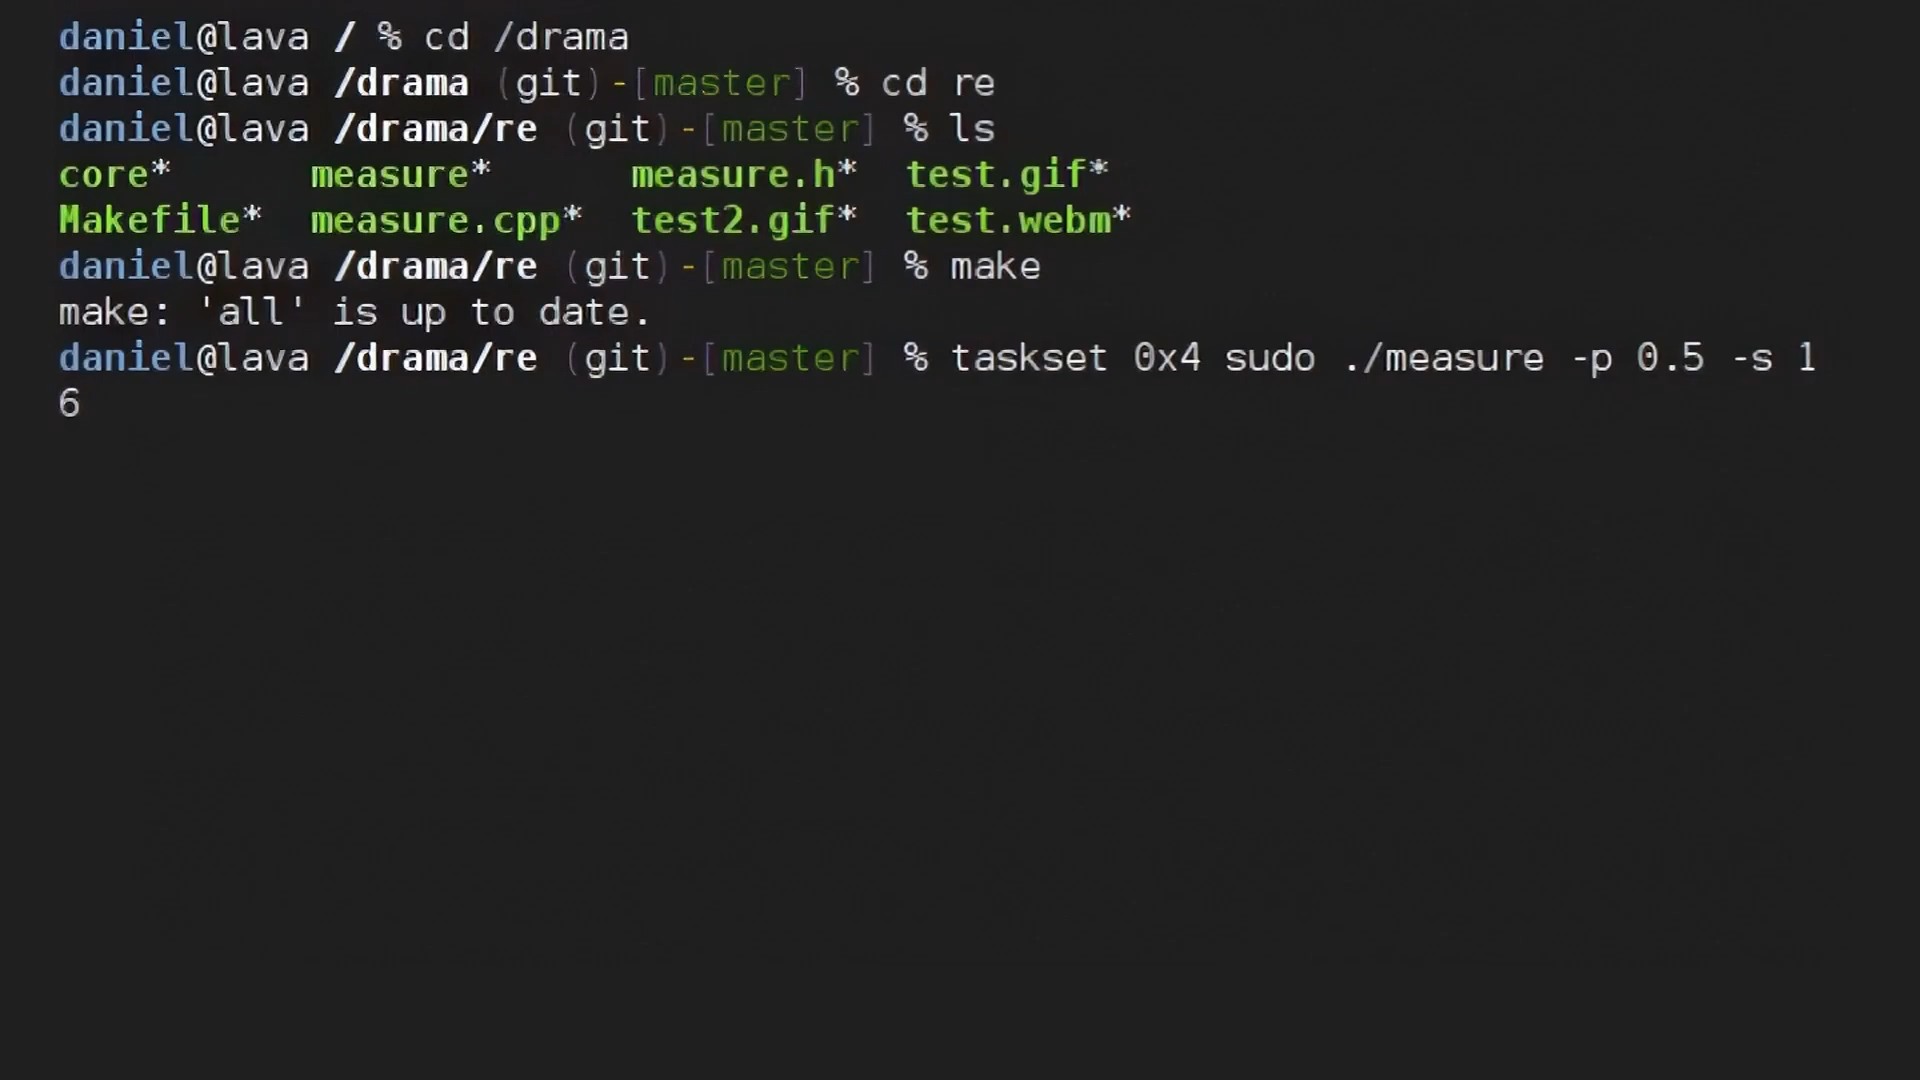 daniel@lava / % cd /drama
daniel@lava /drama (git)-[master] % cd re
daniel@lava /drama/re (git)-[master] % ls
core*      measure*      measure.h*  test.gif*
Makefile*  measure.cpp*  test2.gif*  test.webm*
daniel@lava /drama/re (git)-[master] % make
make: 'all' is up to date.
daniel@lava /drama/re (git)-[master] % taskset 0x4 sudo ./measure -p 0.5 -s 1
6